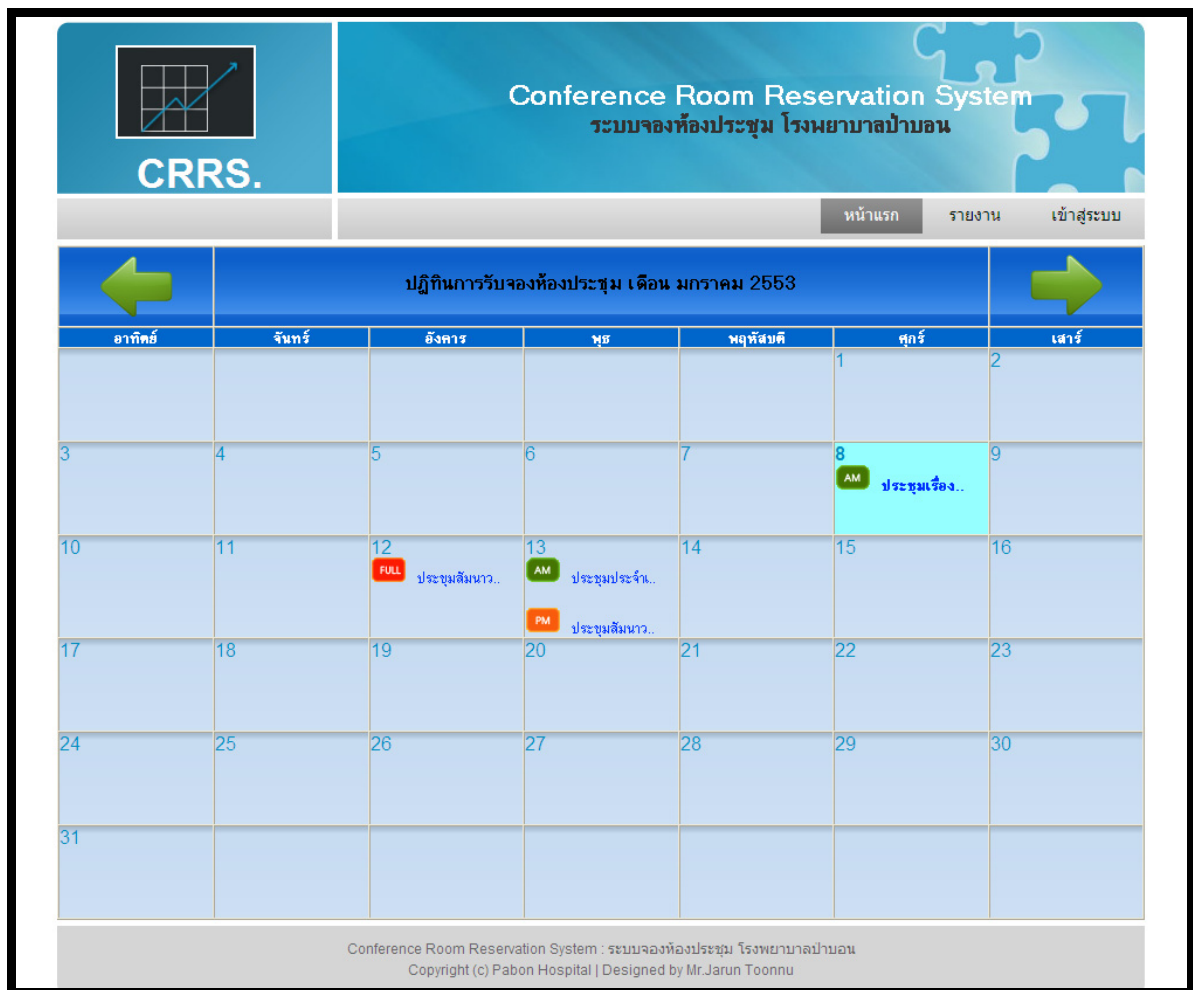 Conference Room Reservation System
ระบบจองห้องประชุม โรงพยาบาลป่าบอน
CRRS.
หน้าแรก รายงาน เข้าสู่ระบบ
ปฎิทินการรับจองห้องประชุม เดือน มกราคม 2553
อาทิตย์ จันทร์ อังคาร พุธ พฤหัสบดี ศุกร์ เสาร์
1 2
3 4 5 6 7 8 9
AM ประชุมเรื่อง..
10 11 12 13 14 15 16
FULL ประชุมสัมนาว.. AM ประชุมประจำเ..
PM ประชุมสัมนาว..
17 18 19 20 21 22 23
24 25 26 27 28 29 30
31
Conference Room Reservation System : ระบบจองห้องประชุม โรงพยาบาลป่าบอน
Copyright (c) Pabon Hospital | Designed by Mr.Jarun Toonnu